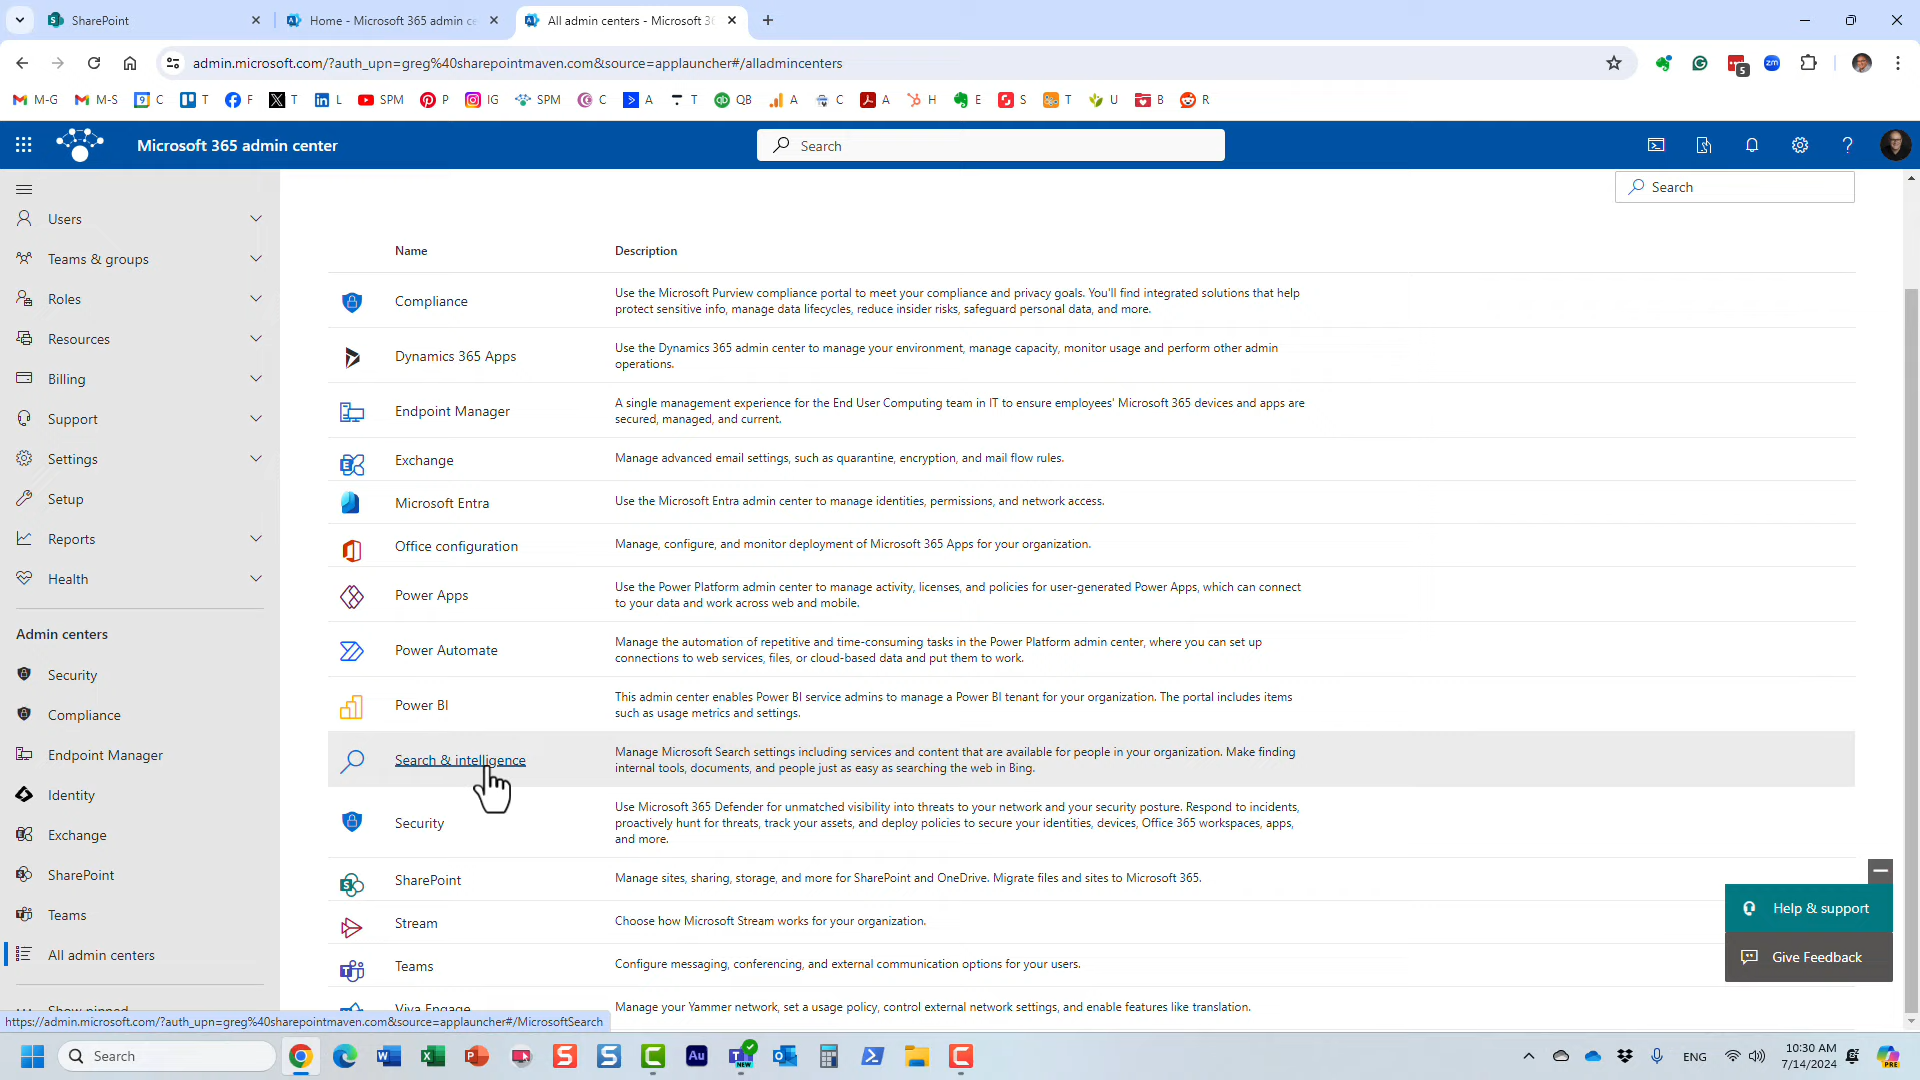 SharePoint
Home - Microsoft 365 admin ce
All admin centers - Microsoft 36
admin.microsoft.com/?auth_upn=greg%40sharepointmaven.com&source=applauncher#/alladmincenters
5
zm
M-G
M-S
9 C
T
F
T
L
SPM
P
IG
SPM
C
A
T
QB
A
C
A
H
E
S
T
U
B
R
Microsoft 365 admin center
Search
Search
Users
Teams & groups
Roles
Resources
Billing
Support
Settings
Setup
Reports
Health
Admin centers
Security
Compliance
Endpoint Manager
Identity
Exchange
SharePoint
Teams
All admin centers
Show pinned
Name Description
Compliance
Use the Microsoft Purview compliance portal to meet your compliance and privacy goals. You'll find integrated solutions that help
protect sensitive info, manage data lifecycles, reduce insider risks, safeguard personal data, and more.
Dynamics 365 Apps
Use the Dynamics 365 admin center to manage your environment, manage capacity, monitor usage and perform other admin
operations.
Endpoint Manager
A single management experience for the End User Computing team in IT to ensure employees' Microsoft 365 devices and apps are
secured, managed, and current.
Exchange
Manage advanced email settings, such as quarantine, encryption, and mail flow rules.
Microsoft Entra
Use the Microsoft Entra admin center to manage identities, permissions, and network access.
Office configuration
Manage, configure, and monitor deployment of Microsoft 365 Apps for your organization.
Power Apps
Use the Power Platform admin center to manage activity, licenses, and policies for user-generated Power Apps, which can connect
to your data and work across web and mobile.
Power Automate
Manage the automation of repetitive and time-consuming tasks in the Power Platform admin center, where you can set up
connections to web services, files, or cloud-based data and put them to work.
Power BI
This admin center enables Power BI service admins to manage a Power BI tenant for your organization. The portal includes items
such as usage metrics and settings.
Search & intelligence
Manage Microsoft Search settings including services and content that are available for people in your organization. Make finding
internal tools, documents, and people just as easy as searching the web in Bing.
Security
Use Microsoft 365 Defender for unmatched visibility into threats to your network and your security posture. Respond to incidents,
proactively hunt for threats, track your assets, and deploy policies to secure your identities, devices, Office 365 workspaces, apps,
and more.
SharePoint
Manage sites, sharing, storage, and more for SharePoint and OneDrive. Migrate files and sites to Microsoft 365.
Stream
Choose how Microsoft Stream works for your organization.
Teams
Configure messaging, conferencing, and external communication options for your users.
Viva Engage
Manage your Yammer network, set a usage policy, control external network settings, and enable features like translation.
Help & support
Give Feedback
https://admin.microsoft.com/?auth_upn=greg%40sharepointmaven.com&source=applauncher#/MicrosoftSearch
Search
Au
NEW
ENG
10:30 AM
7/14/2024
PRE